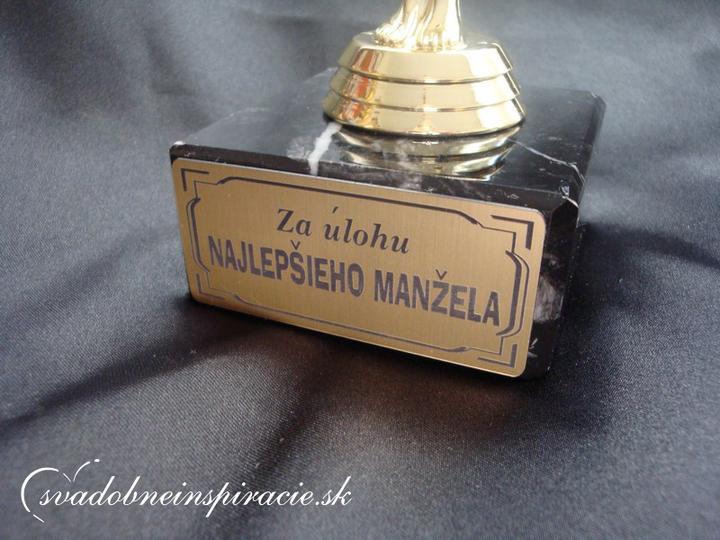 Za úlohu
NAJLEPŠIEHO MANŽELA
svadobneinspiracie.sk